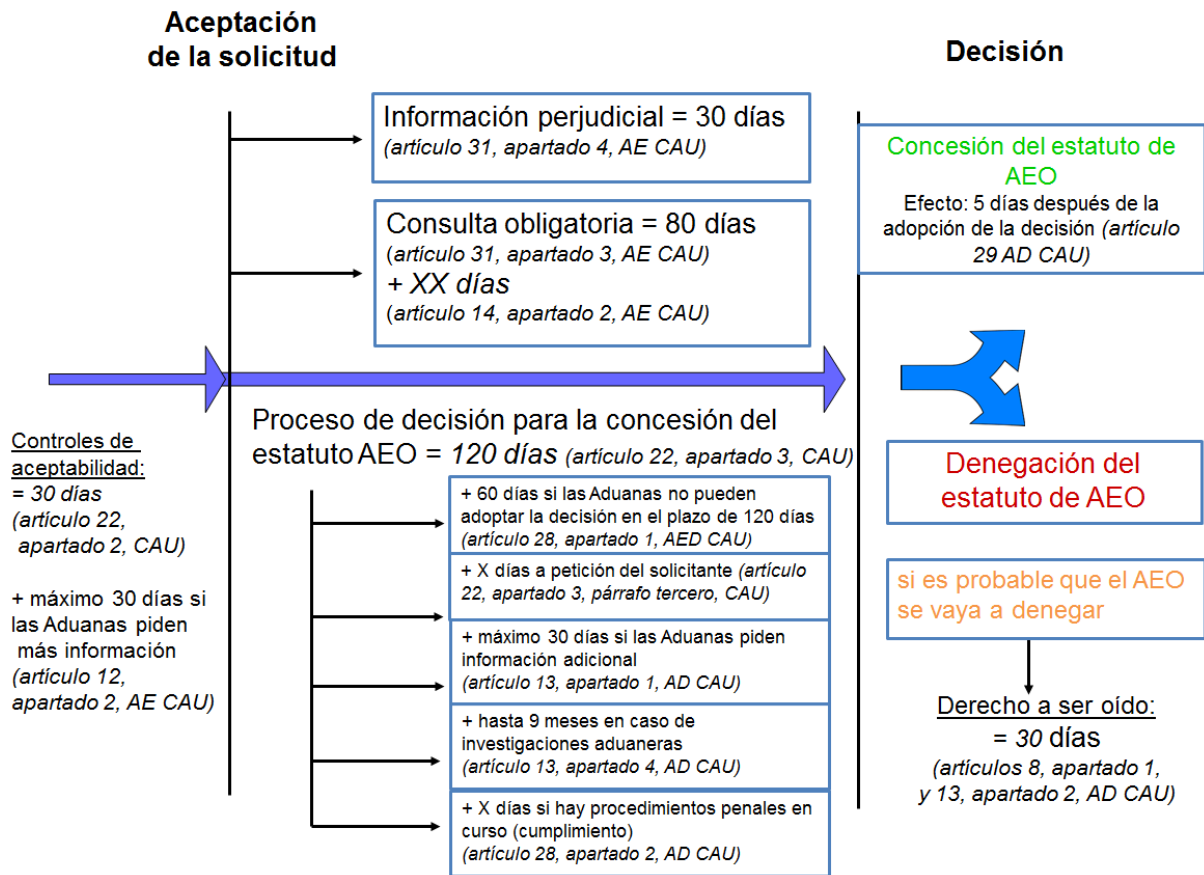 Aceptación
de la solicitud
Decisión
Información perjudicial = 30 días
(artículo 31, apartado 4, AE CAU)
Consulta obligatoria = 80 días
(artículo 31, apartado 3, AE CAU)
+ XX días
(artículo 14, apartado 2, AE CAU)
Concesión del estatuto de
AEO
Efecto: 5 días después de la
adopción de la decisión (artículo
29 AD CAU)
Controles de
aceptabilidad:
= 30 días
(artículo 22,
apartado 2, CAU)
+ máximo 30 días si
las Aduanas piden
más información
(artículo 12,
apartado 2, AE CAU)
Proceso de decisión para la concesión del
estatuto AEO = 120 días (artículo 22, apartado 3, CAU)
+ 60 días si las Aduanas no pueden
adoptar la decisión en el plazo de 120 días
(artículo 28, apartado 1, AED CAU)
+ X días a petición del solicitante (artículo
22, apartado 3, párrafo tercero, CAU)
+ máximo 30 días si las Aduanas piden
información adicional
(artículo 13, apartado 1, AD CAU)
+ hasta 9 meses en caso de
investigaciones aduaneras
(artículo 13, apartado 4, AD CAU)
+ X días si hay procedimientos penales en
curso (cumplimiento)
(artículo 28, apartado 2, AD CAU)
Denegación del
estatuto de AEO
si es probable que el AEO
se vaya a denegar
Derecho a ser oído:
= 30 días
(artículos 8, apartado 1,
y 13, apartado 2, AD CAU)